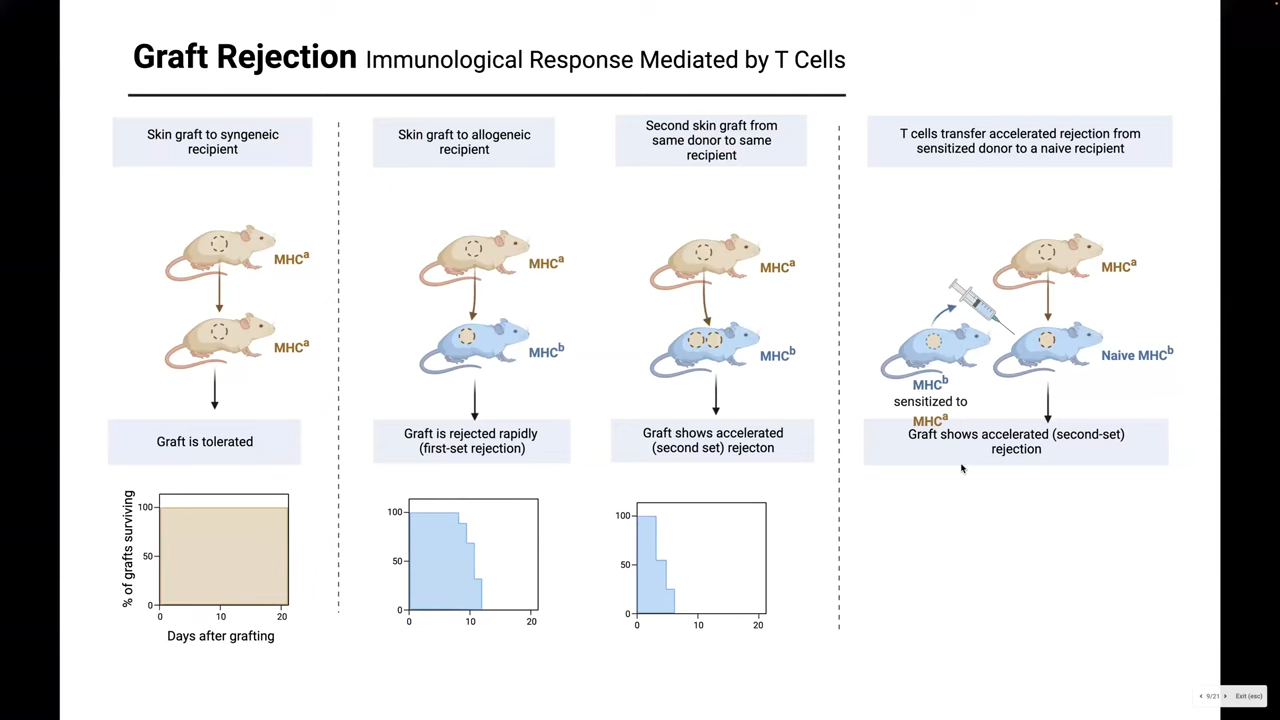 Graft Rejection Immunological Response Mediated by T Cells
Skin graft to syngeneic
recipient
MHCa
MHCa
Graft is tolerated
% of grafts surviving
100
50
0
0 10 20
Days after grafting
Skin graft to allogeneic
recipient
MHCa
MHCb
Graft is rejected rapidly
(first-set rejection)
100
50
0
0 10 20
Second skin graft from
same donor to same
recipient
MHCa
MHCb
Graft shows accelerated
(second set) rejecton
100
50
0
0 10 20
T cells transfer accelerated rejection from
sensitized donor to a naive recipient
MHCa
Naive MHCb
MHCb
sensitized to
MHCa
Graft shows accelerated (second-set)
rejection
9/21
Exit (esc)